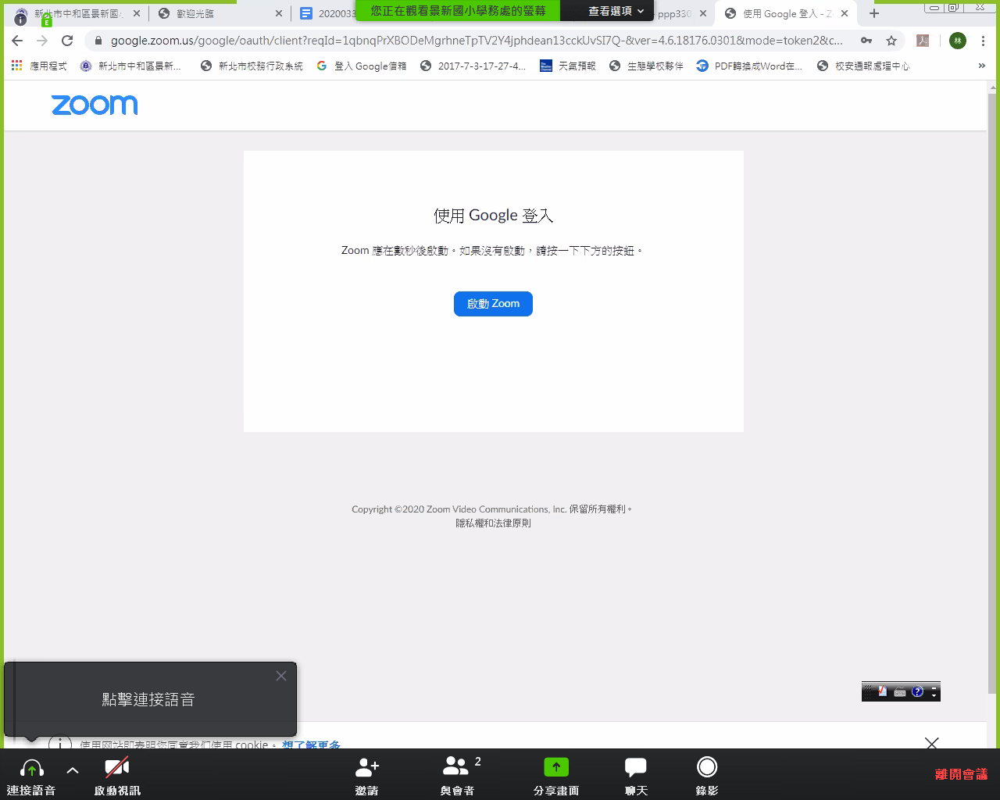 新北市中和區景新國小
歡迎光臨
2020033
您正在觀看景新國小學務處的螢幕
查看選項
ppp330
使用 Google 登入 - Z
google.zoom.us/google/oauth/client?reqId=1qbnqPrXBODeMgrhneTpTV2Y4jphdean13cckUvSI7Q-&ver=4.6.18176.0301&mode=token2&c...
林
應用程式
新北市中和區景新...
新北市校務行政系統
登入 Google信箱
2017-7-3-17-27-4...
天氣預報
生態學校夥伴
PDF轉換成Word在...
校安通報處理中心
»
zoom
使用 Google 登入
Zoom 應在數秒後啟動。如果沒有啟動，請按一下下方的按鈕。
啟動 Zoom
Copyright ©2020 Zoom Video Communications, Inc. 保留所有權利。
隱私權和法律原則
點擊連接語音
使用网站即表明您同意我们使用 cookie。 想了解更多
連接語音
啟動視訊
邀請
與會者
2
分享畫面
聊天
錄影
離開會議